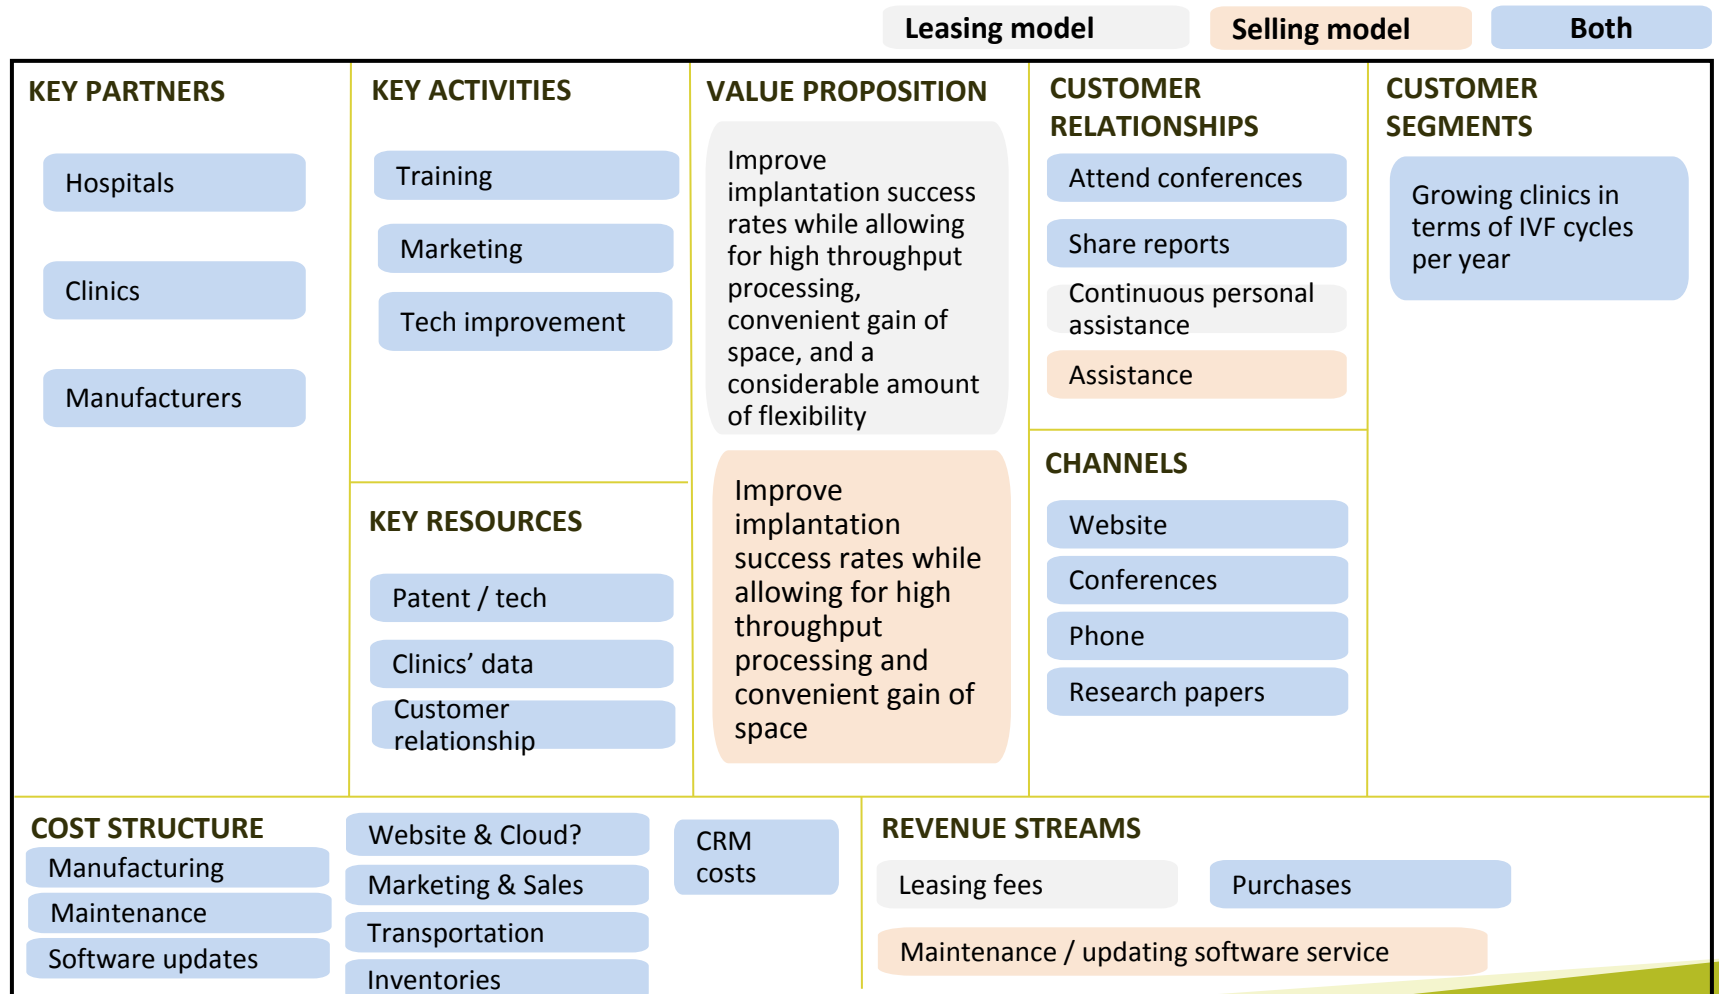 Leasing model
Selling model
Both
KEY PARTNERS
Hospitals
Clinics
Manufacturers
KEY ACTIVITIES
Training
Marketing
Tech improvement
KEY RESOURCES
Patent / tech
Clinics’ data
Customer
relationship
VALUE PROPOSITION
Improve
implantation success
rates while allowing
for high throughput
processing,
convenient gain of
space, and a
considerable amount
of flexibility
Improve
implantation
success rates while
allowing for high
throughput
processing and
convenient gain of
space
CUSTOMER
RELATIONSHIPS
Attend conferences
Share reports
Continuous personal
assistance
Assistance
CHANNELS
Website
Conferences
Phone
Research papers
CUSTOMER
SEGMENTS
Growing clinics in
terms of IVF cycles
per year
COST STRUCTURE
Manufacturing
Maintenance
Software updates
Website & Cloud?
Marketing & Sales
Transportation
Inventories
CRM
costs
REVENUE STREAMS
Leasing fees
Purchases
Maintenance / updating software service